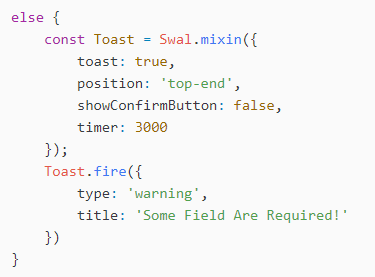 else {
    const Toast = Swal.mixin({
        toast: true,
        position: 'top-end',
        showConfirmButton: false,
        timer: 3000
    });
    Toast.fire({
        type: 'warning',
        title: 'Some Field Are Required!'
    })
}